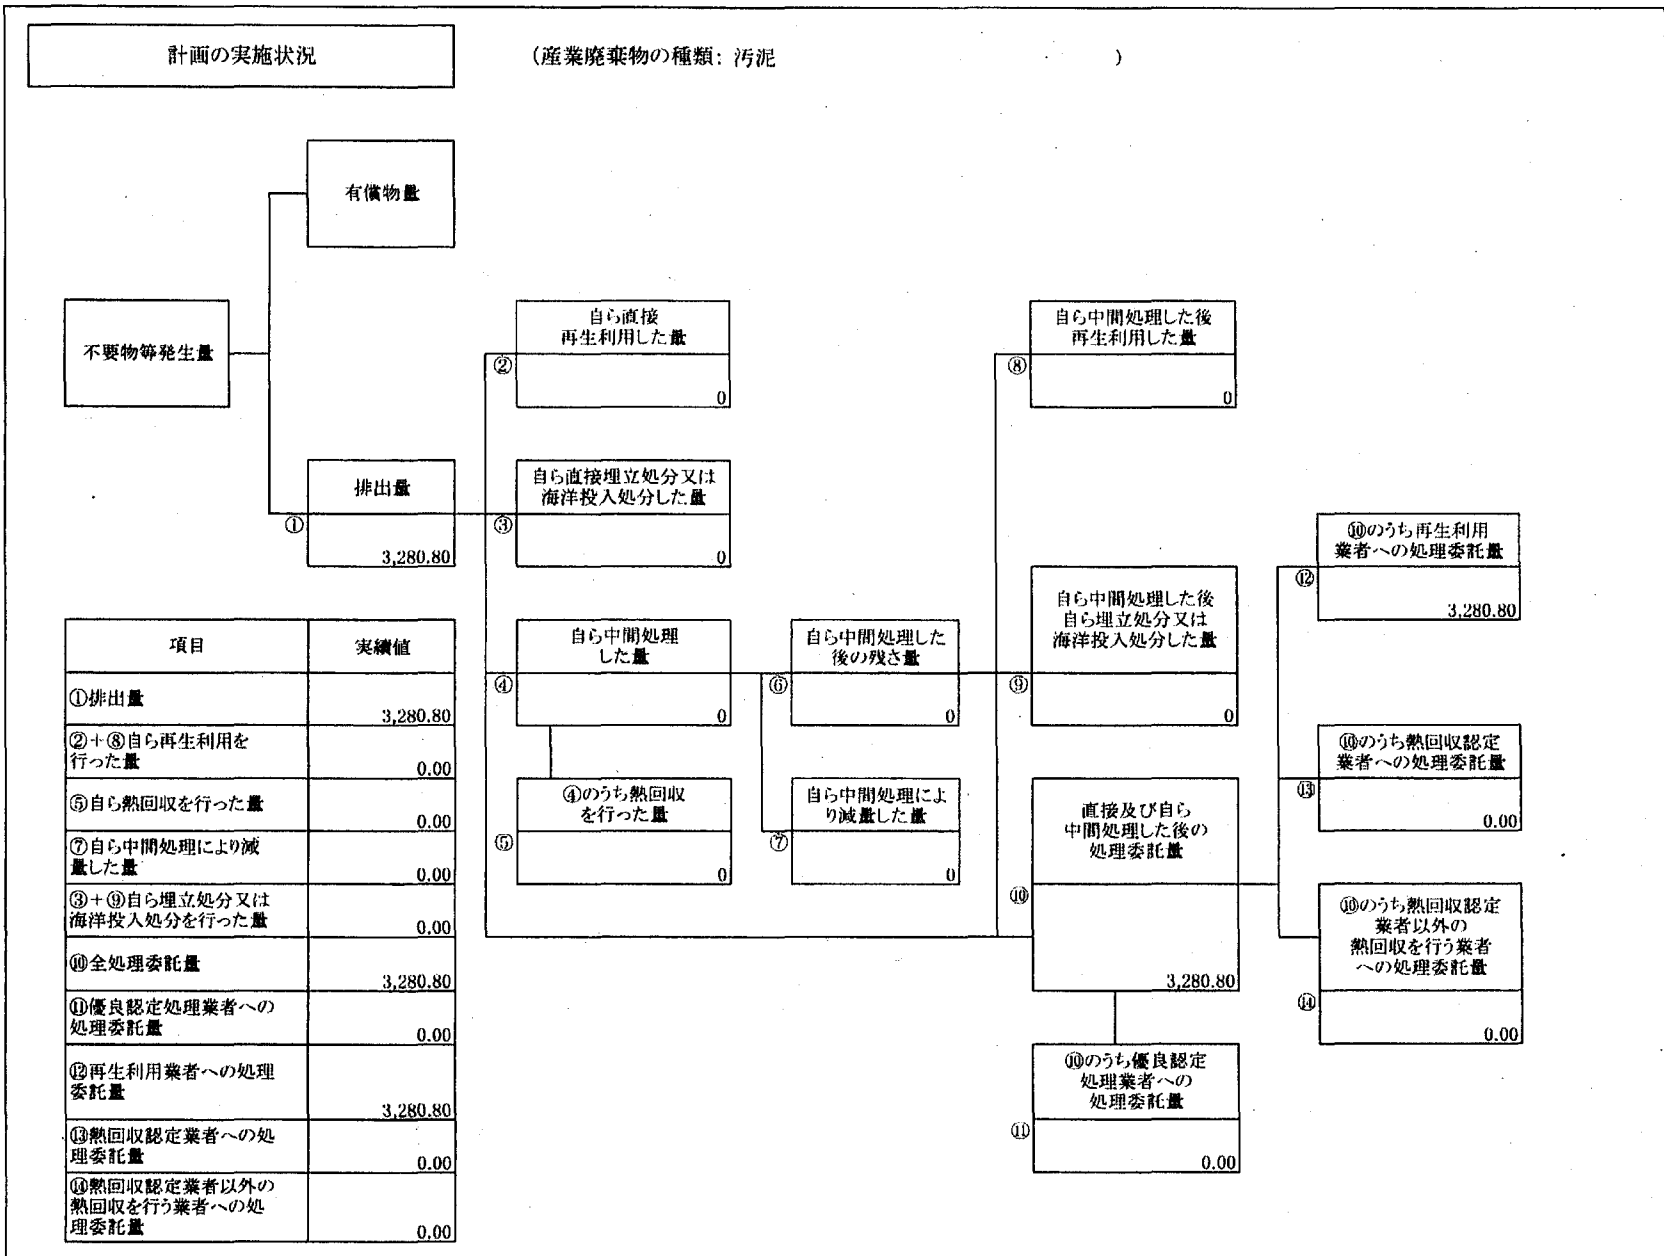 計画の実施状況
(産業廃棄物の種類: 汚泥 )
有償物量
不要物等発生量
排出量
①
3,280.80
自ら直接
再生利用した量
②
0
自ら直接埋立処分又は
海洋投入処分した量
③
0
自ら中間処理
した量
④
0
④のうち熱回収
を行った量
⑤
0
自ら中間処理した
後の残さ量
⑥
0
自ら中間処理によ
り減量した量
⑦
0
自ら中間処理した後
再生利用した量
⑧
0
自ら中間処理した後
自ら埋立処分又は
海洋投入処分した量
⑨
0
直接及び自ら
中間処理した後の
処理委託量
⑩
3,280.80
⑩のうち優良認定
処理業者への
処理委託量
⑪
0.00
⑩のうち再生利用
業者への処理委託量
⑫
3,280.80
⑩のうち熱回収認定
業者への処理委託量
⑬
0.00
⑩のうち熱回収認定
業者以外の
熱回収を行う業者
への処理委託量
⑭
0.00
項目 実績値
①排出量
3,280.80
②+⑧自ら再生利用を
行った量
0.00
⑤自ら熱回収を行った量
0.00
⑦自ら中間処理により減
量した量
0.00
③+⑨自ら埋立処分又は
海洋投入処分を行った量
0.00
⑩全処理委託量
3,280.80
⑪優良認定処理業者への
処理委託量
0.00
⑫再生利用業者への処理
委託量
3,280.80
⑬熱回収認定業者への処
理委託量
0.00
⑭熱回収認定業者以外の
熱回収を行う業者への処
理委託量
0.00